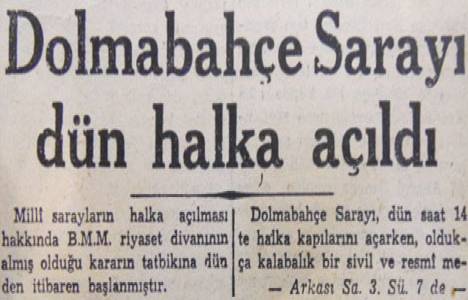 Dolmabahçe Sarayı
dün halka açıldı
Millî sarayların halka açılması
hakkında B.M.M. riyaset divanının
almış olduğu kararın tatbikına dün
den itibaren başlanmıştır.
Dolmabahçe Sarayı, dün saat 14
te halka kapılarını açarken, olduk-
ça kalabalık bir sivil ve resmî me-
— Arkası Sa. 3. Sü. 7 de —